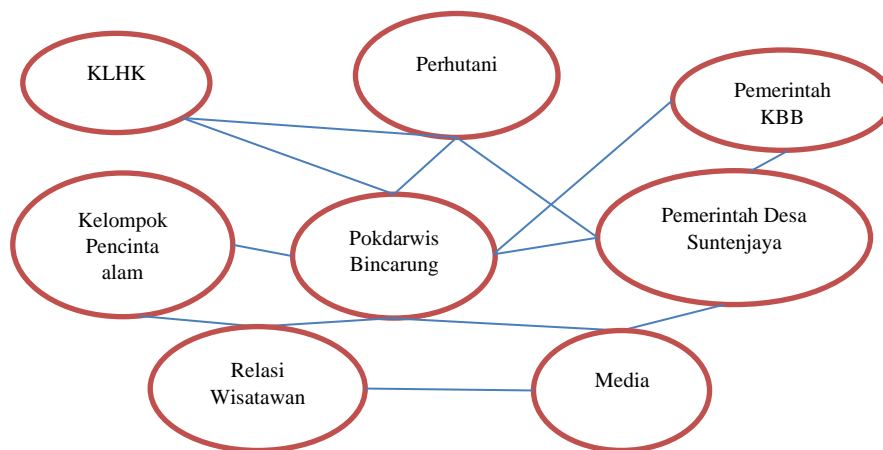 KLHK
Perhutani
Pemerintah
KBB
Kelompok
Pencinta
alam
Pokdarwis
Bincarung
Pemerintah Desa
Suntenjaya
Relasi
Wisatawan
Media